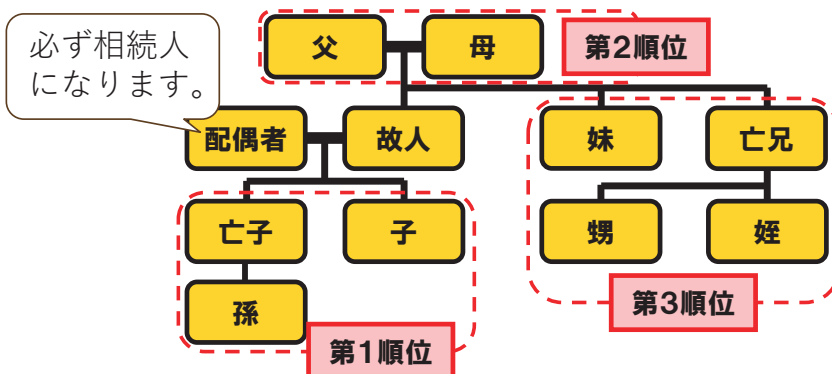 必ず相続人
になります。
父
母
第2順位
配偶者
故人
妹
亡兄
亡子
子
甥
姪
孫
第1順位
第3順位